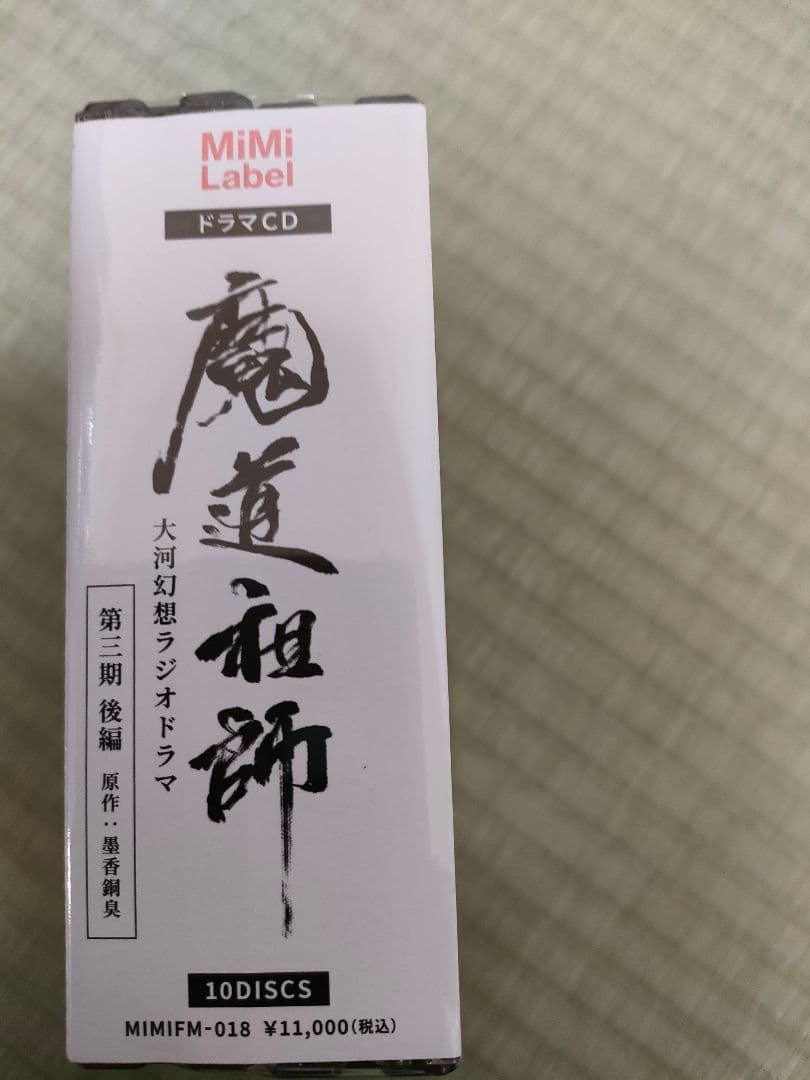 MiMi
Label
ドラマCD
魔道祖師
大河幻想ラジオドラマ
第三期 後編 原作:墨香銅臭
10DISCS
MIMIFM-018 ¥11,000(税込)